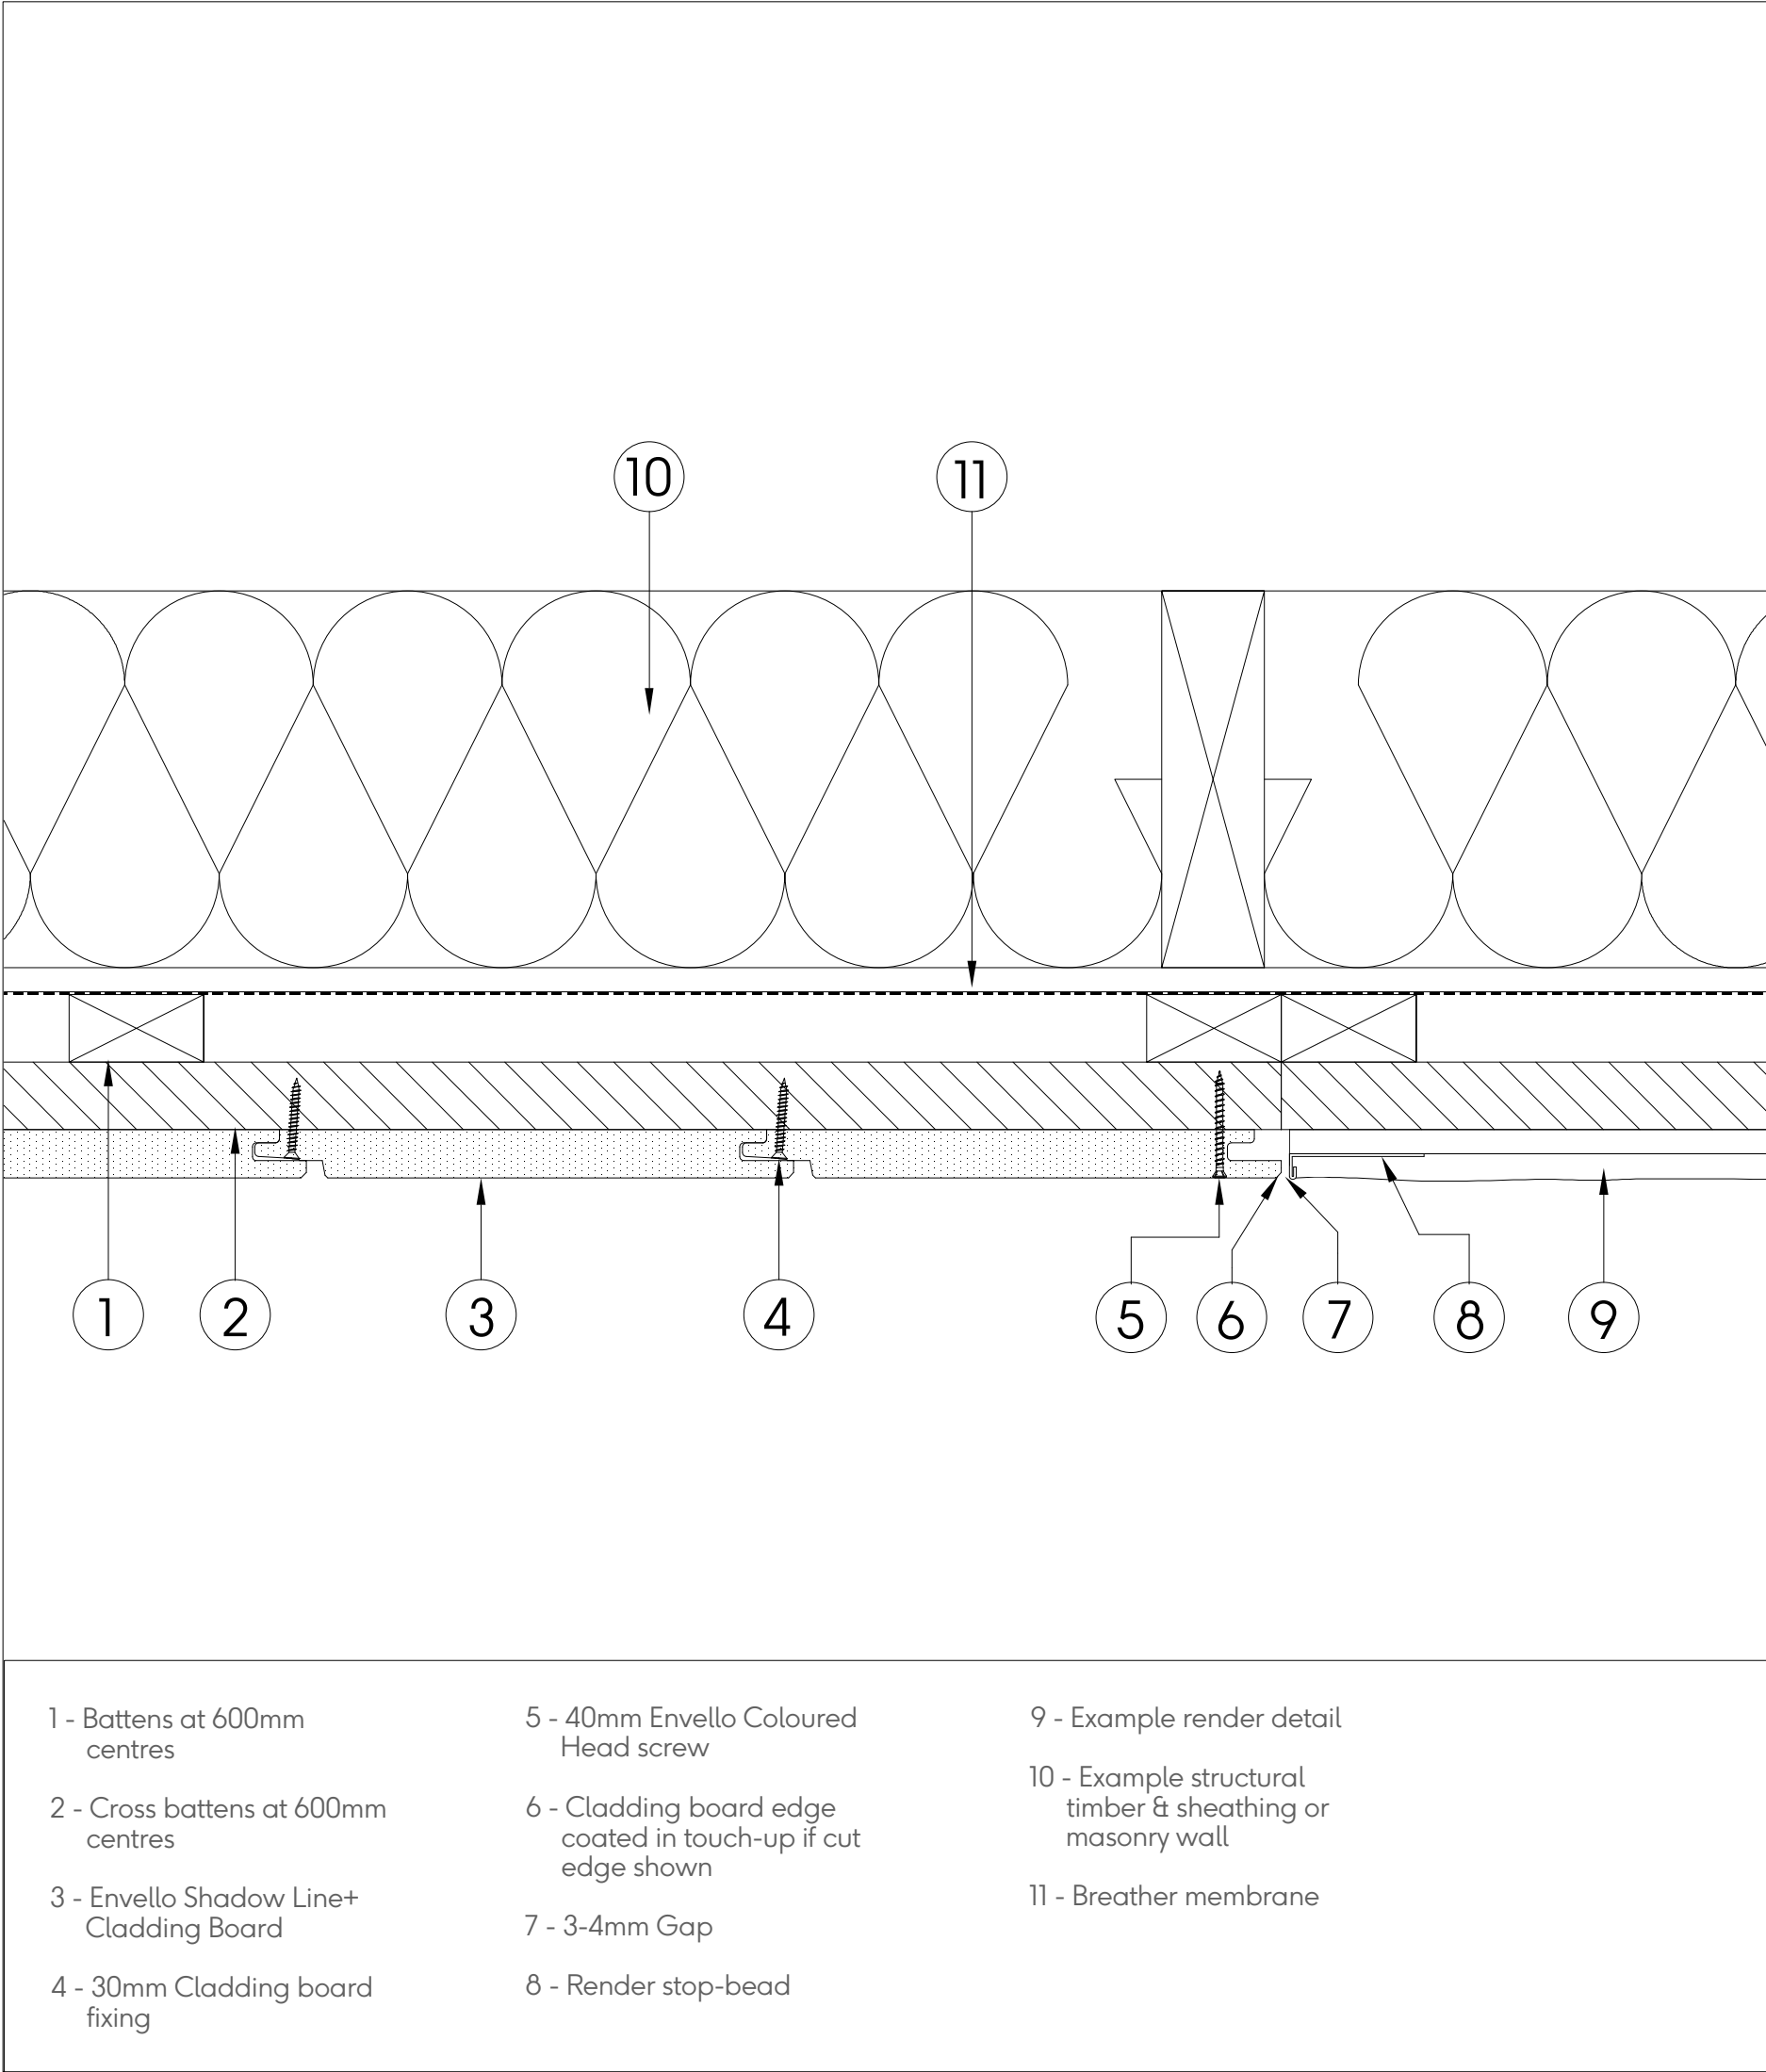 10
11
1
2
3
4
5
6
7
8
9
1 - Battens at 600mm
centres
2 - Cross battens at 600mm
centres
3 - Envello Shadow Line+
Cladding Board
4 - 30mm Cladding board
fixing
5 - 40mm Envello Coloured
Head screw
6 - Cladding board edge
coated in touch-up if cut
edge shown
7 - 3-4mm Gap
8 - Render stop-bead
9 - Example render detail
10 - Example structural
timber & sheathing or
masonry wall
11 - Breather membrane